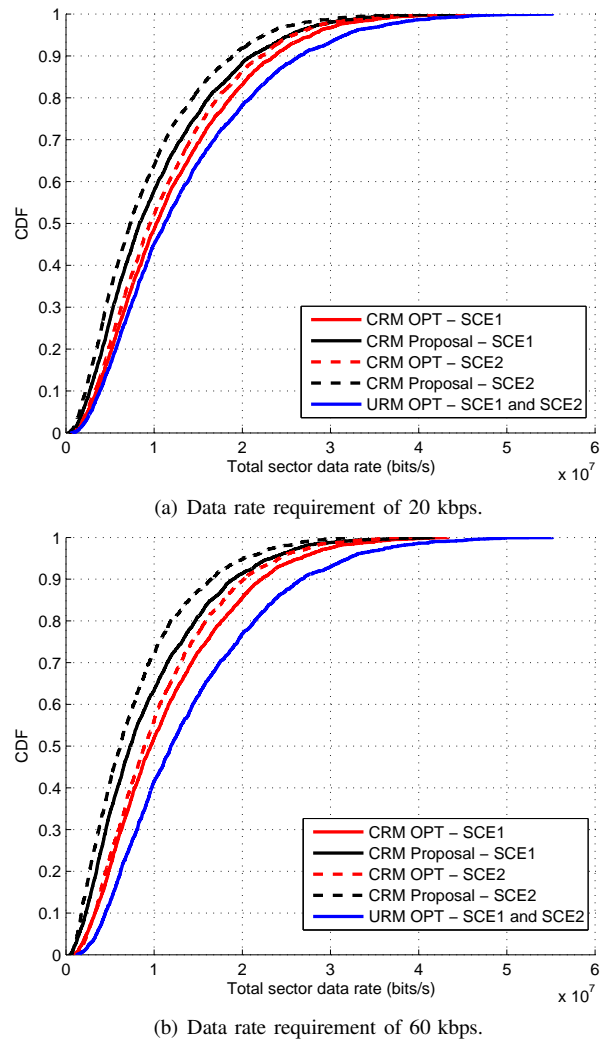 1
0.9
0.8
0.7
0.6
0.5
0.4
0.3
0.2
0.1
0
CDF
CRM OPT – SCE1
CRM Proposal – SCE1
CRM OPT – SCE2
CRM Proposal – SCE2
URM OPT – SCE1 and SCE2
0 1 2 3 4 5 6
Total sector data rate (bits/s)
x 10^7
(a) Data rate requirement of 20 kbps.
1
0.9
0.8
0.7
0.6
0.5
0.4
0.3
0.2
0.1
0
CDF
CRM OPT – SCE1
CRM Proposal – SCE1
CRM OPT – SCE2
CRM Proposal – SCE2
URM OPT – SCE1 and SCE2
0 1 2 3 4 5 6
Total sector data rate (bits/s)
x 10^7
(b) Data rate requirement of 60 kbps.